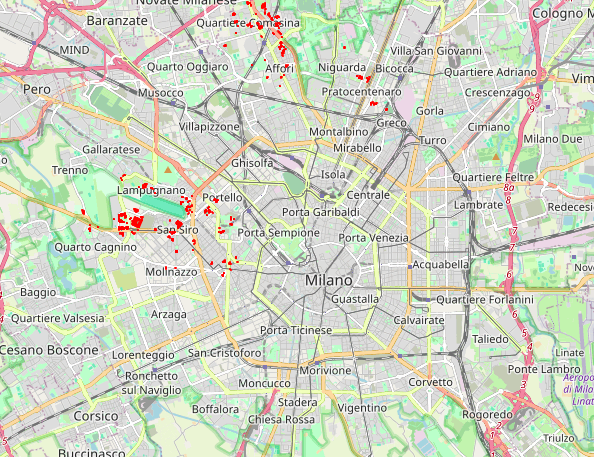 Novate Milanese
Cologno M
Baranzate
Quartiere Comasina
MIND
Villa San Giovanni
Quarto Oggiaro
Affori
Niguarda
Bicocca
Quartiere Adriano
Vim
Pero
Musocco
Pratocentenaro
Crescenzago
Gorla
Villapizzone
Greco
Cimiano
Montalbino
Turro
Milano Due
Gallaratese
Mirabello
Ghisolfa
Trenno
Isola
Quartiere Feltre
Lampugnano
Portello
Centrale
8a
Lambrate
Redecesi
Porta Garibaldi
San Siro
Porta Sempione
Porta Venezia
Quarto Cagnino
Molinazzo
Acquabella
Nov
Milano
Baggio
Guastalla
Quartiere Forlanini
Quartiere Valsesia
Arzaga
Calvairate
Porta Ticinese
Taliedo
Cesano Boscone
Lorenteggio
San Cristoforo
Linate
Morivione
Ponte Lambro
Ronchetto
sul Naviglio
Moncucco
Corvetto
Aeropo
di Mila
Linat
Stadera
Boffalora
Vigentino
Corsico
Chiesa Rossa
Rogoredo
Triulzo
Buccinasco